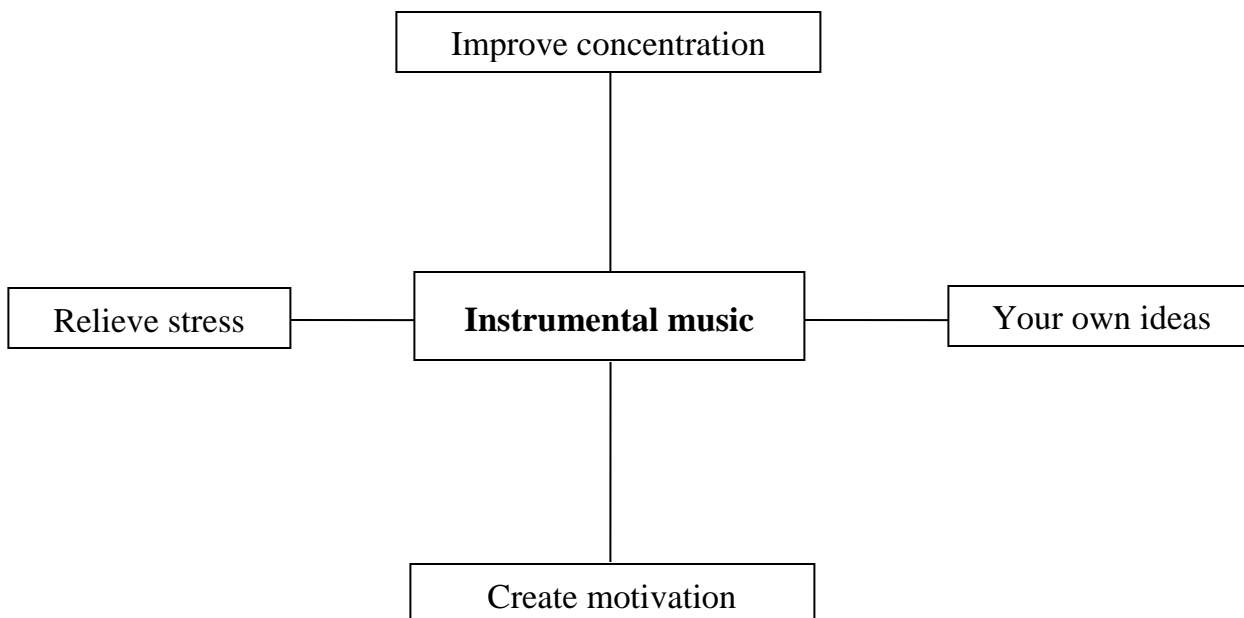 Improve concentration
Relieve stress
Instrumental music
Your own ideas
Create motivation